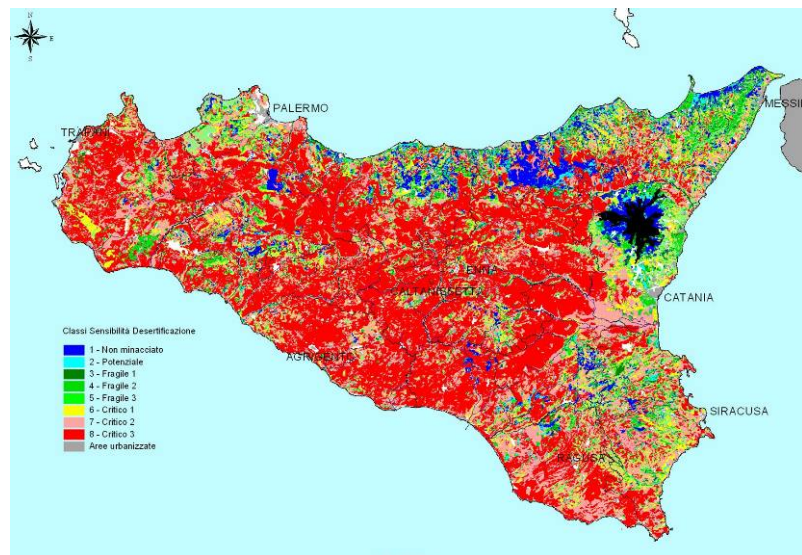 N
E
S
PALERMO
MESSIN
TRAPANI
ENNA
CALTANISSETTA
CATANIA
Classi Sensibilità Desertificazione
1 - Non minacciato
2 - Potenziale
3 - Fragile 1
4 - Fragile 2
5 - Fragile 3
6 - Critico 1
7 - Critico 2
8 - Critico 3
Aree urbanizzate
AGRIGENTO
SIRACUSA
RAGUSA